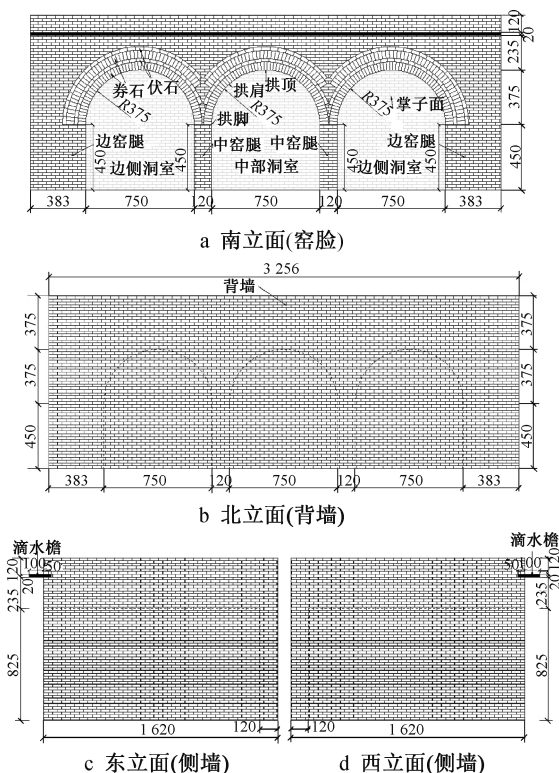 120
20
235
375
450
券石
伏石
拱肩
拱顶
掌子面
R375
R375
R375
拱脚
边窑腿
中窑腿
中窑腿
边窑腿
450
边侧洞室
450
中部洞室
450
边侧洞室
450
383
750
120
750
120
750
383
a 南立面(窑脸)
3 256
背墙
375
375
375
375
450
450
383
750
120
750
120
750
383
b 北立面(背墙)
滴水檐
滴水檐
100
50
120
20
235
825
50
100
120
20
235
825
120
120
1 620
1 620
c 东立面(侧墙)
d 西立面(侧墙)